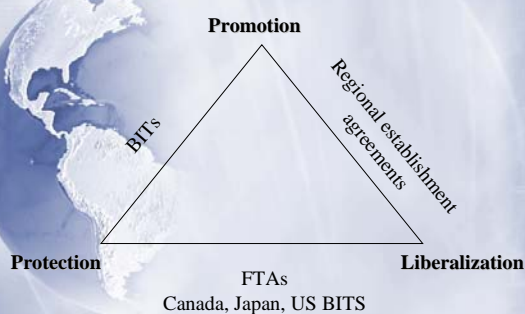 Promotion
BITs
Regional establishment
agreements
Protection
Liberalization
FTAs
Canada, Japan, US BITS